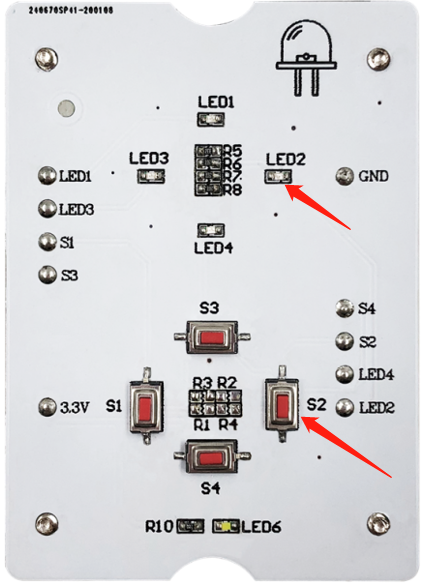 240670SP41-200106
LED1
R5
LED3
R6
LED2
LED1
R7
GND
R8
LED3
S1
LED4
S3
S3
S4
S2
R3 R2
LED4
3.3V
S1
S2
LED2
R1 R4
S4
R10
LED6